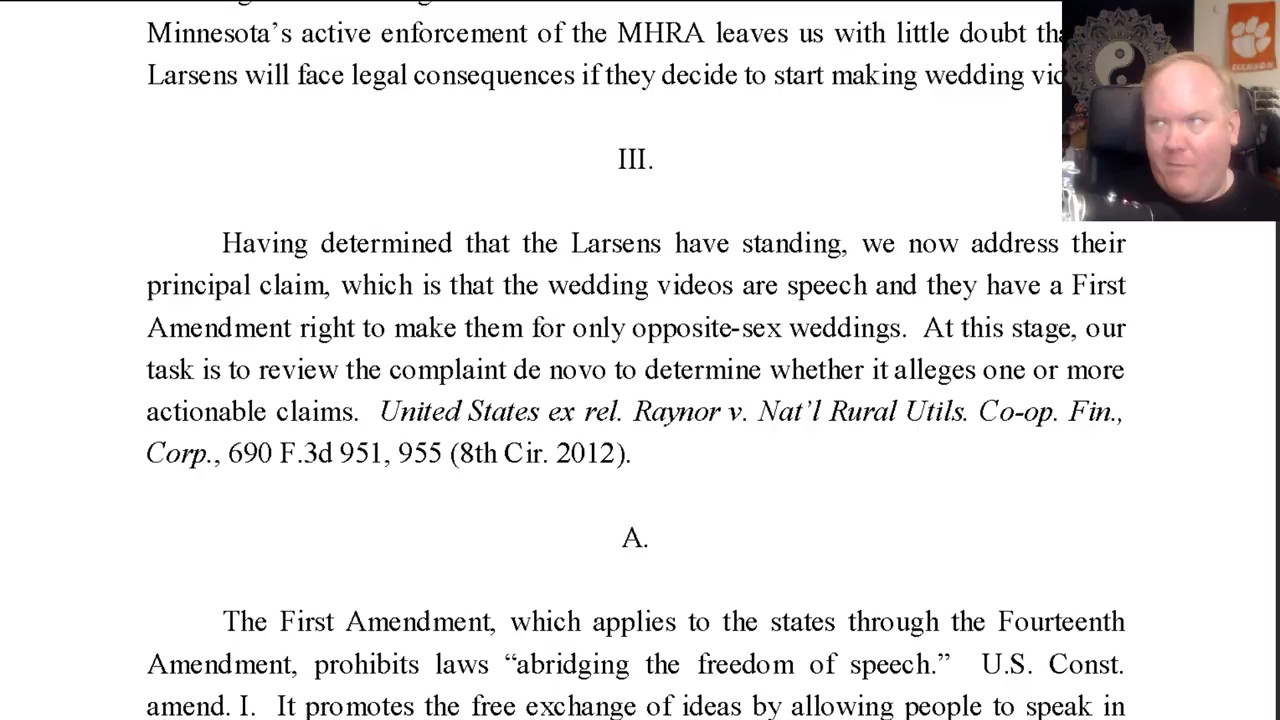 Minnesota’s active enforcement of the MHRA leaves us with little doubt
Larsens will face legal consequences if they decide to start making wedding
III.
Having determined that the Larsens have standing, we now address their
principal claim, which is that the wedding videos are speech and they have a First
Amendment right to make them for only opposite-sex weddings. At this stage, our
task is to review the complaint de novo to determine whether it alleges one or more
actionable claims. United States ex rel. Raynor v. Nat’l Rural Utils. Co-op. Fin.,
Corp., 690 F.3d 951, 955 (8th Cir. 2012).
A.
The First Amendment, which applies to the states through the Fourteenth
Amendment, prohibits laws “abridging the freedom of speech.” U.S. Const.
amend. I. It promotes the free exchange of ideas by allowing people to speak in